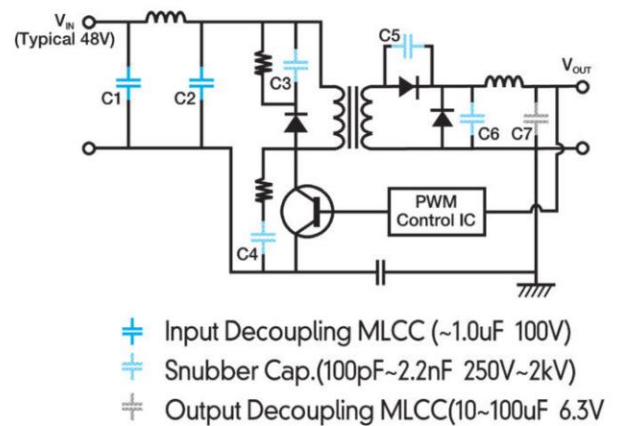 VIN
(Typical 48V)
C1
C2
C3
C4
C5
C6
C7
VOUT
PWM
Control IC
Input Decoupling MLCC (~1.0uF 100V)
Snubber Cap.(100pF~2.2nF 250V~2kV)
Output Decoupling MLCC(10~100uF 6.3V